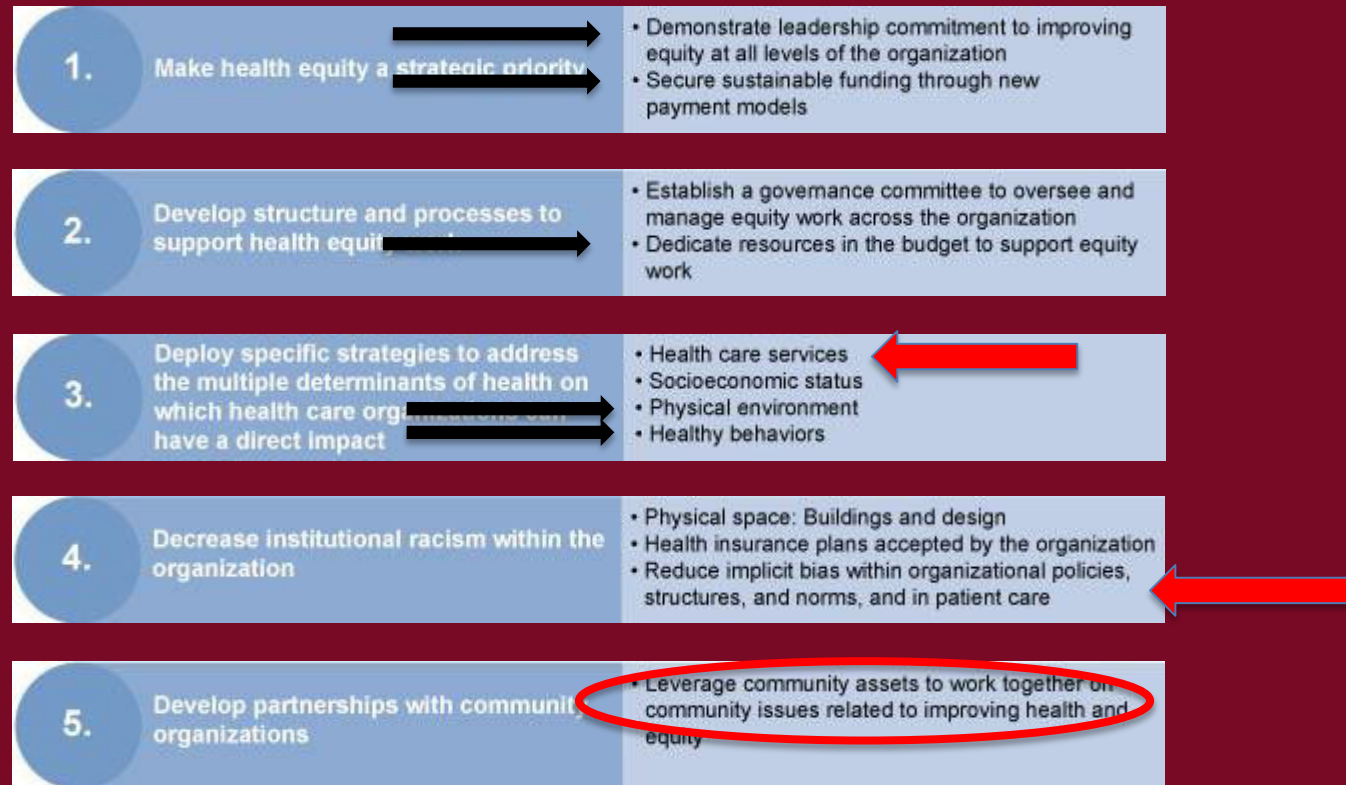 1.
Make health equity a strategic priority
• Demonstrate leadership commitment to improving
equity at all levels of the organization
• Secure sustainable funding through new
payment models
2.
Develop structure and processes to
support health equity
• Establish a governance committee to oversee and
manage equity work across the organization
• Dedicate resources in the budget to support equity
work
3.
Deploy specific strategies to address
the multiple determinants of health on
which health care organizations can
have a direct impact
• Health care services
• Socioeconomic status
• Physical environment
• Healthy behaviors
4.
Decrease institutional racism within the
organization
• Physical space: Buildings and design
• Health insurance plans accepted by the organization
• Reduce implicit bias within organizational policies,
structures, and norms, and in patient care
5.
Develop partnerships with community
organizations
• Leverage community assets to work together on
community issues related to improving health and
equity